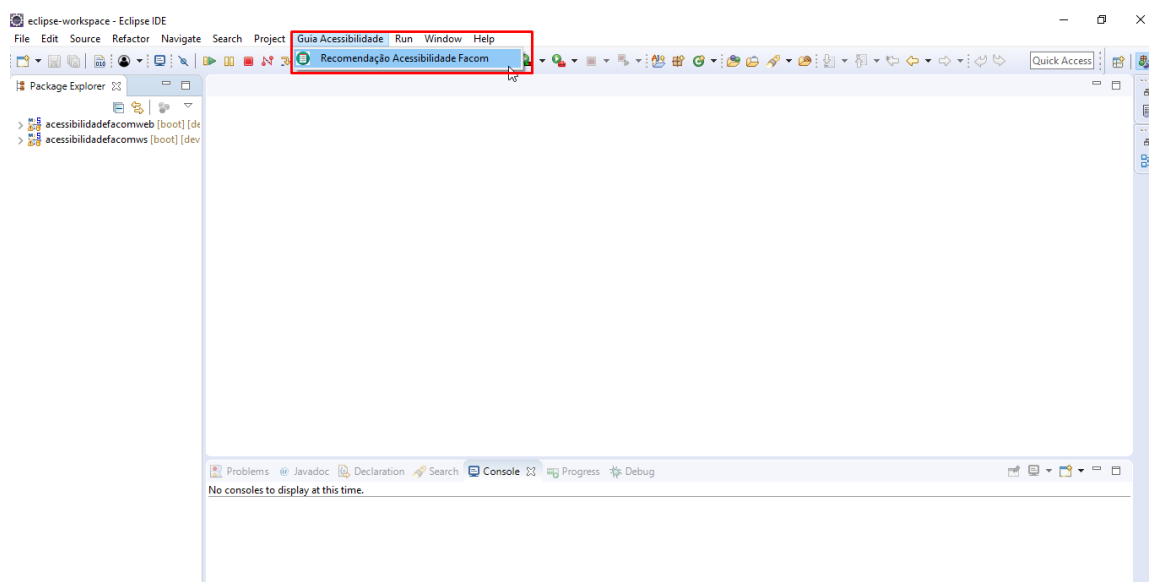 eclipse-workspace - Eclipse IDE
File Edit Source Refactor Navigate Search Project Guia Acessibilidade Run Window Help
Recomendação Acessibilidade Facom
Quick Access
Package Explorer
acessibilidadefacomweb [boot] [de
acessibilidadefacomws [boot] [dev
Problems @ Javadoc Declaration Search Console Progress Debug
No consoles to display at this time.